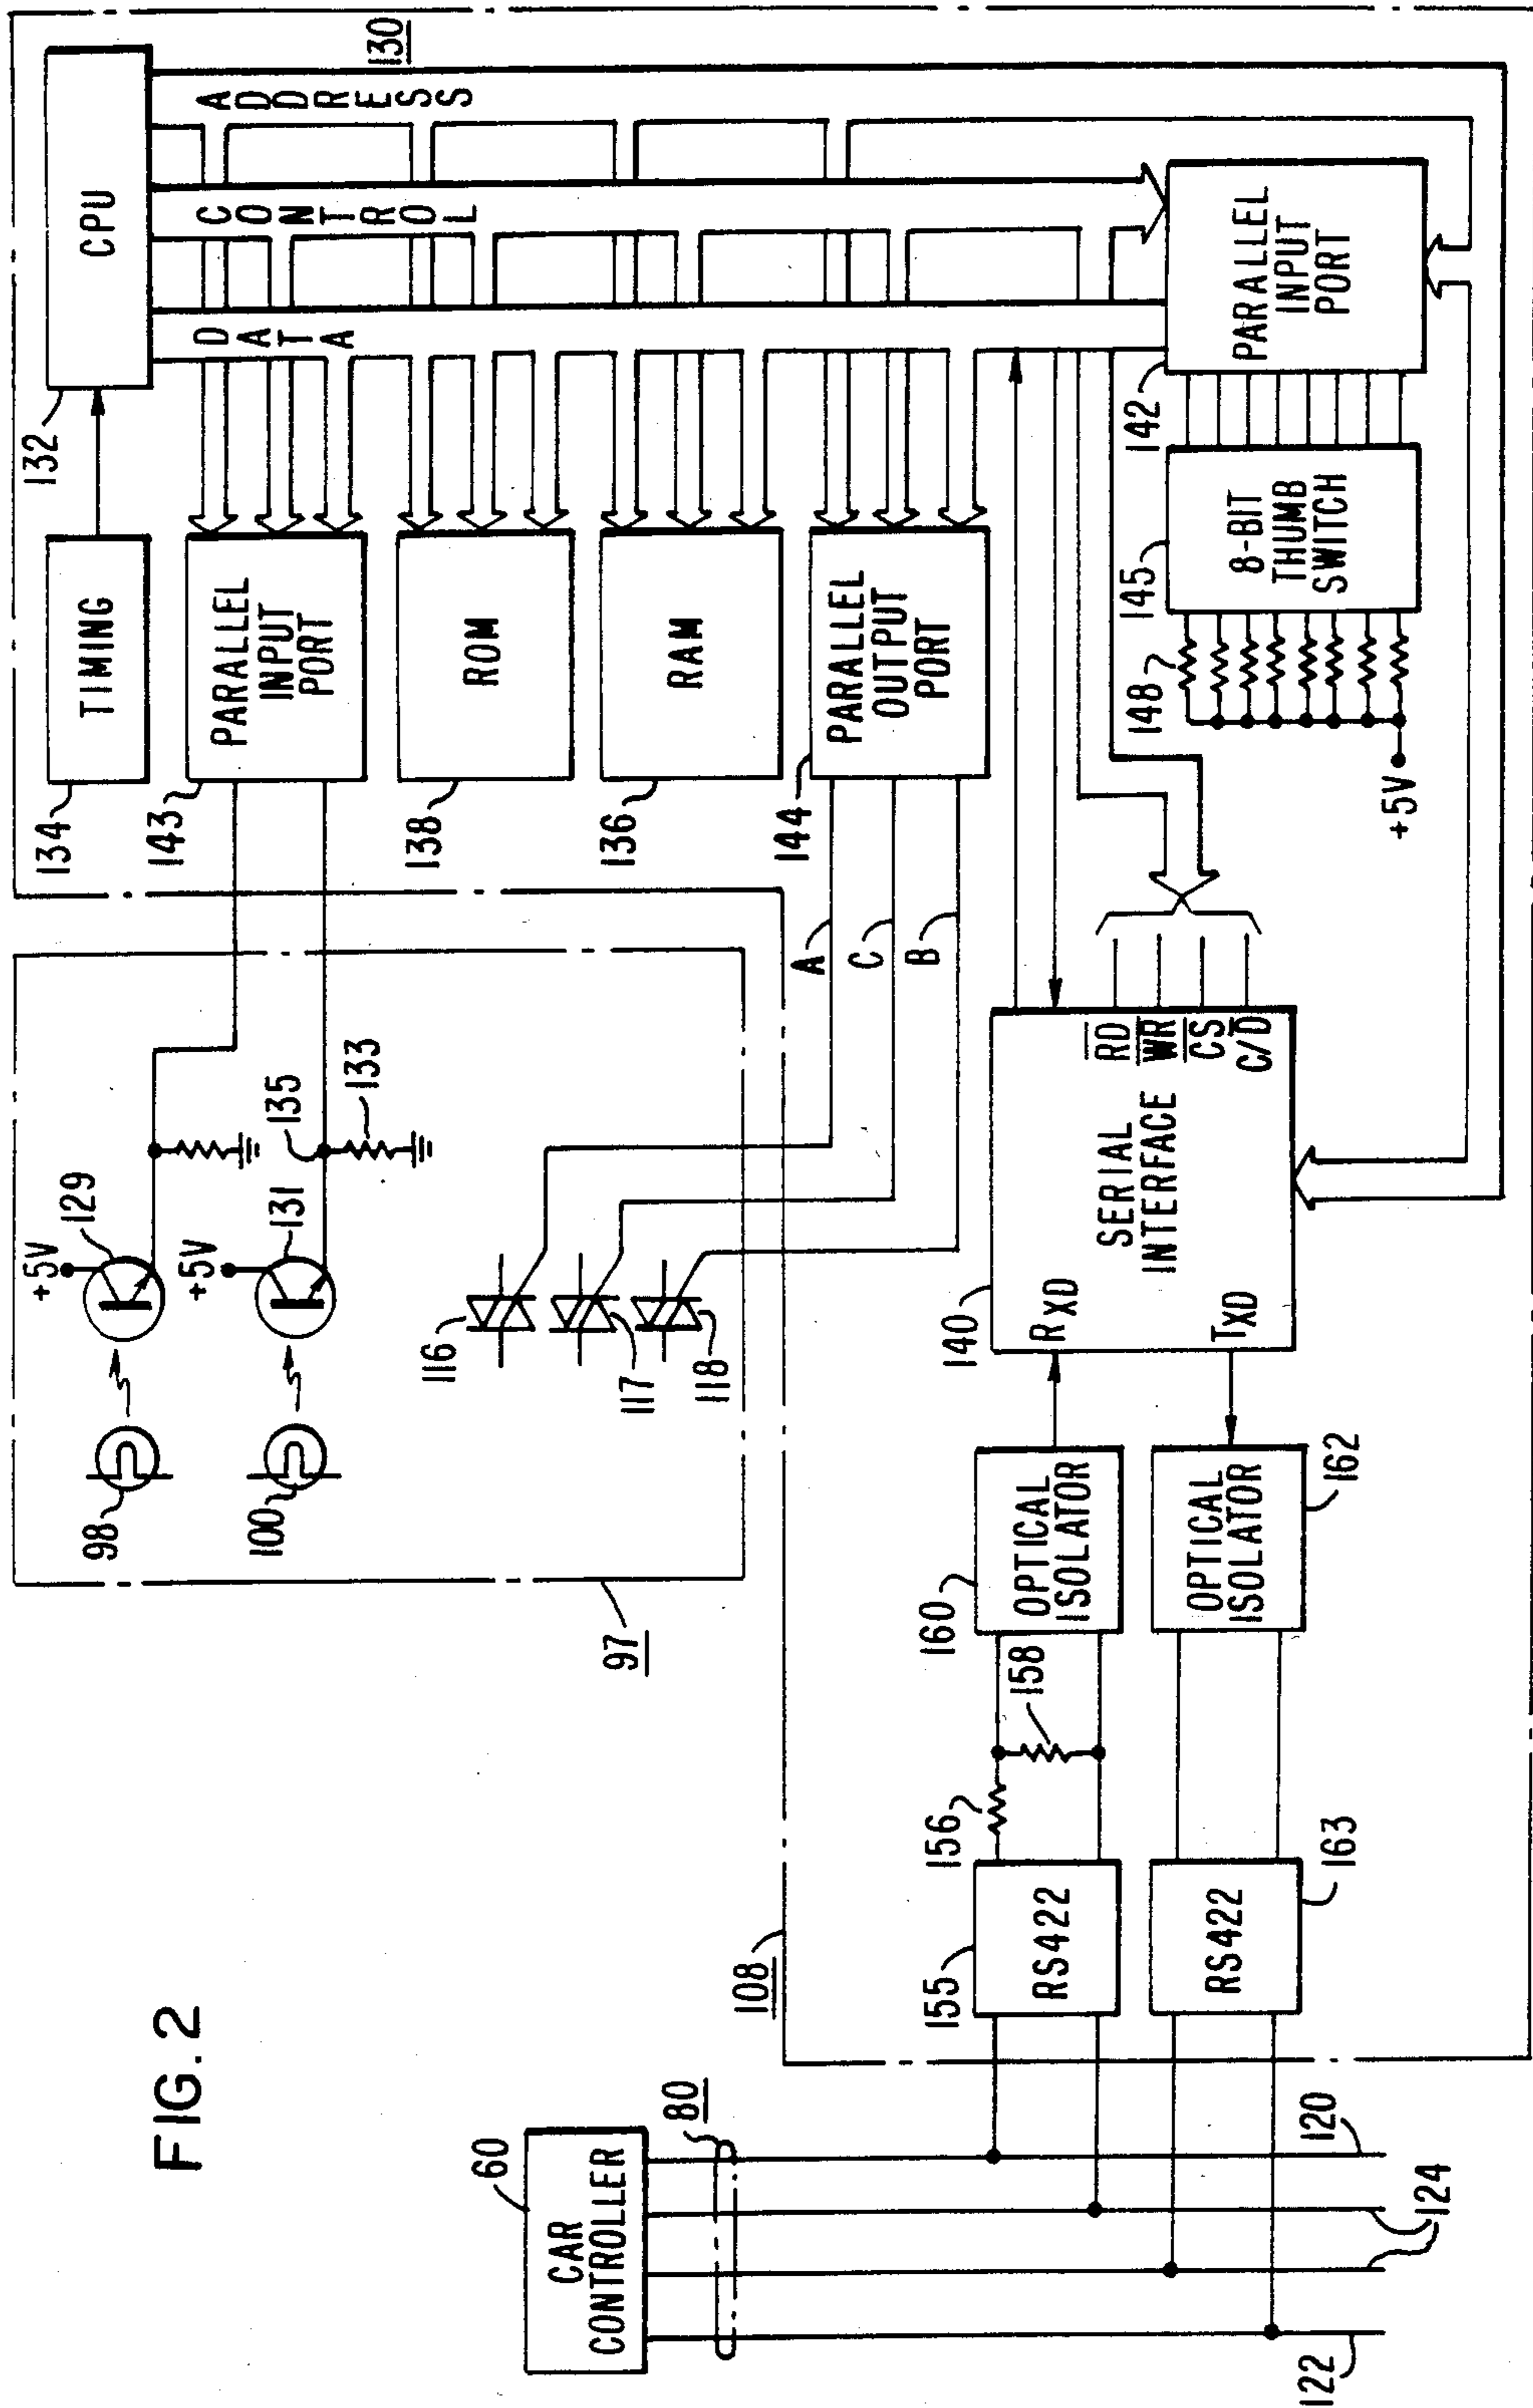 FIG. 2
60
CAR
CONTROLLER
80
122
124
120
97
98
100
+5V
129
+5V
131
135
133
116
117
118
A
C
B
108
155
RS422
156
158
160
OPTICAL
ISOLATOR
163
RS422
162
OPTICAL
ISOLATOR
140
RXD
TXD
SERIAL
INTERFACE
RD
WR
CS
C/D
130
132
CPU
134
TIMING
143
PARALLEL
INPUT
PORT
138
ROM
136
RAM
144
PARALLEL
OUTPUT
PORT
DATA
CONTROL
ADDRESS
142
PARALLEL
INPUT
PORT
145
8-BIT
THUMB
SWITCH
148
+5V